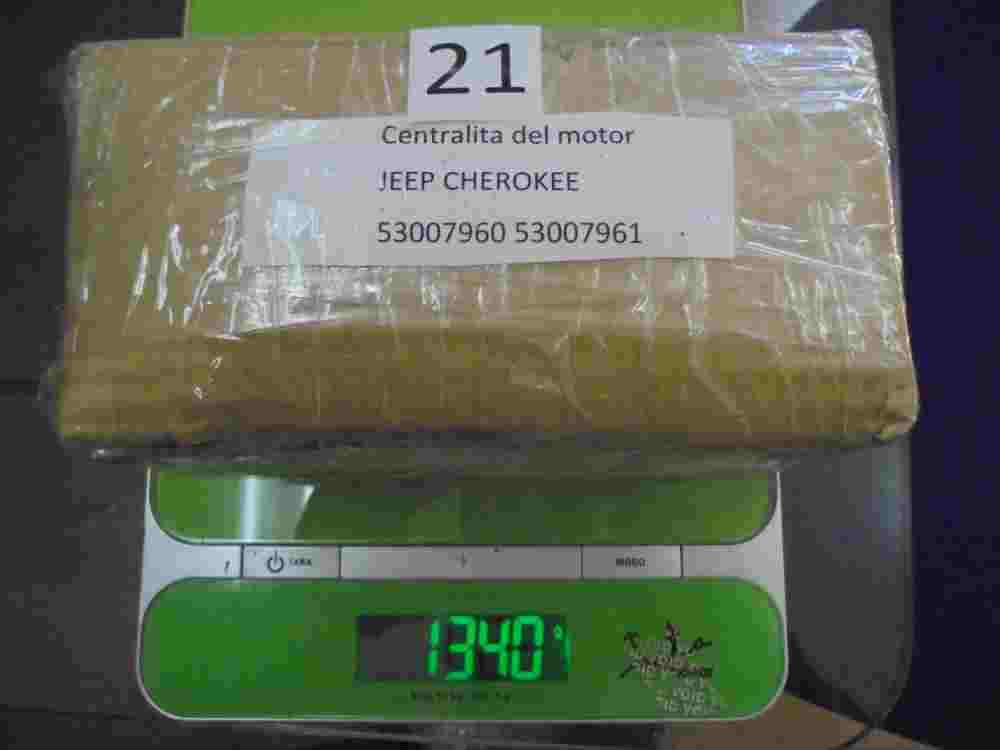 21
Centralita del motor
JEEP CHEROKEE
53007960 53007961
TARA
MODO
1340